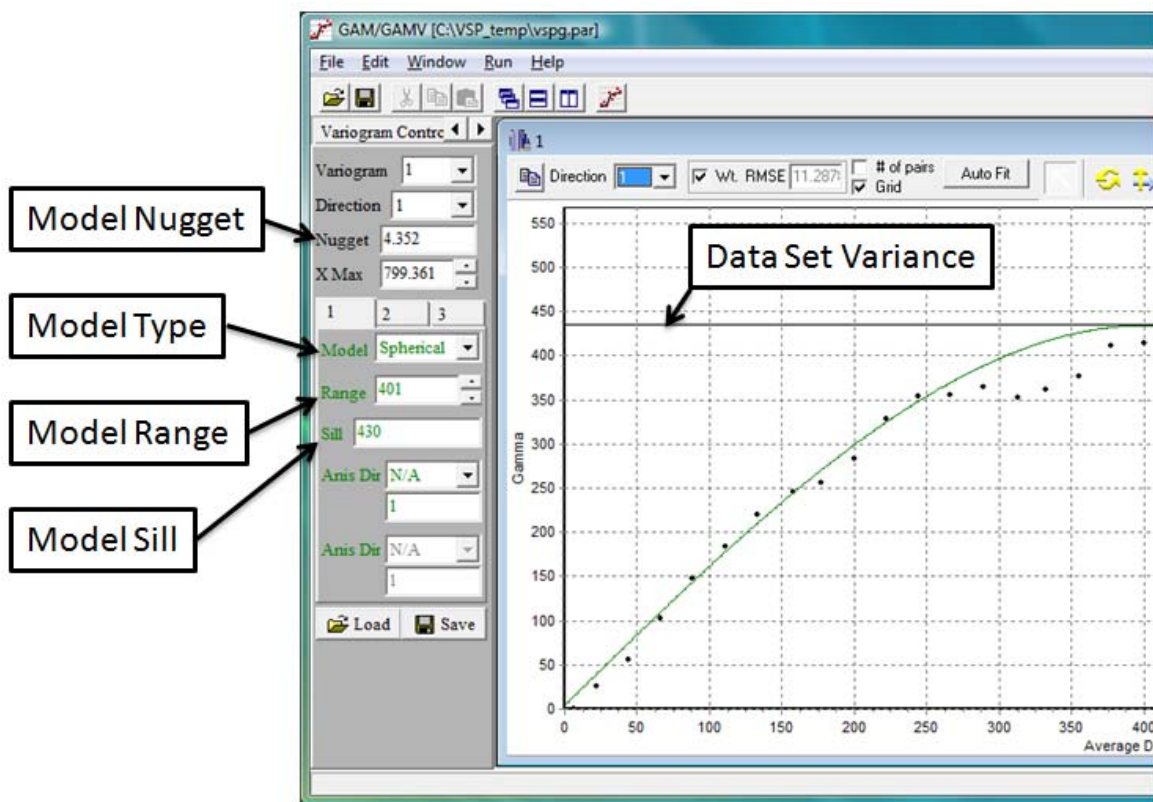 GAM/GAMV [C:\VSP_temp\vspg.par]
File Edit Window Run Help
Variogram Contrc
Variogram 1
Direction 1
Nugget 4.352
X Max 799.361
1 2 3
Model Spherical
Range 401
Sill 430
Anis Dir N/A
1
Anis Dir N/A
1
Load Save
Model Nugget
Model Type
Model Range
Model Sill
1
Direction 1 Wt. RMSE 11.287
# of pairs
Grid
Auto Fit
Data Set Variance
550
500
450
400
350
300
250
200
150
100
50
0
Gamma
0 50 100 150 200 250 300 350 400
Average D